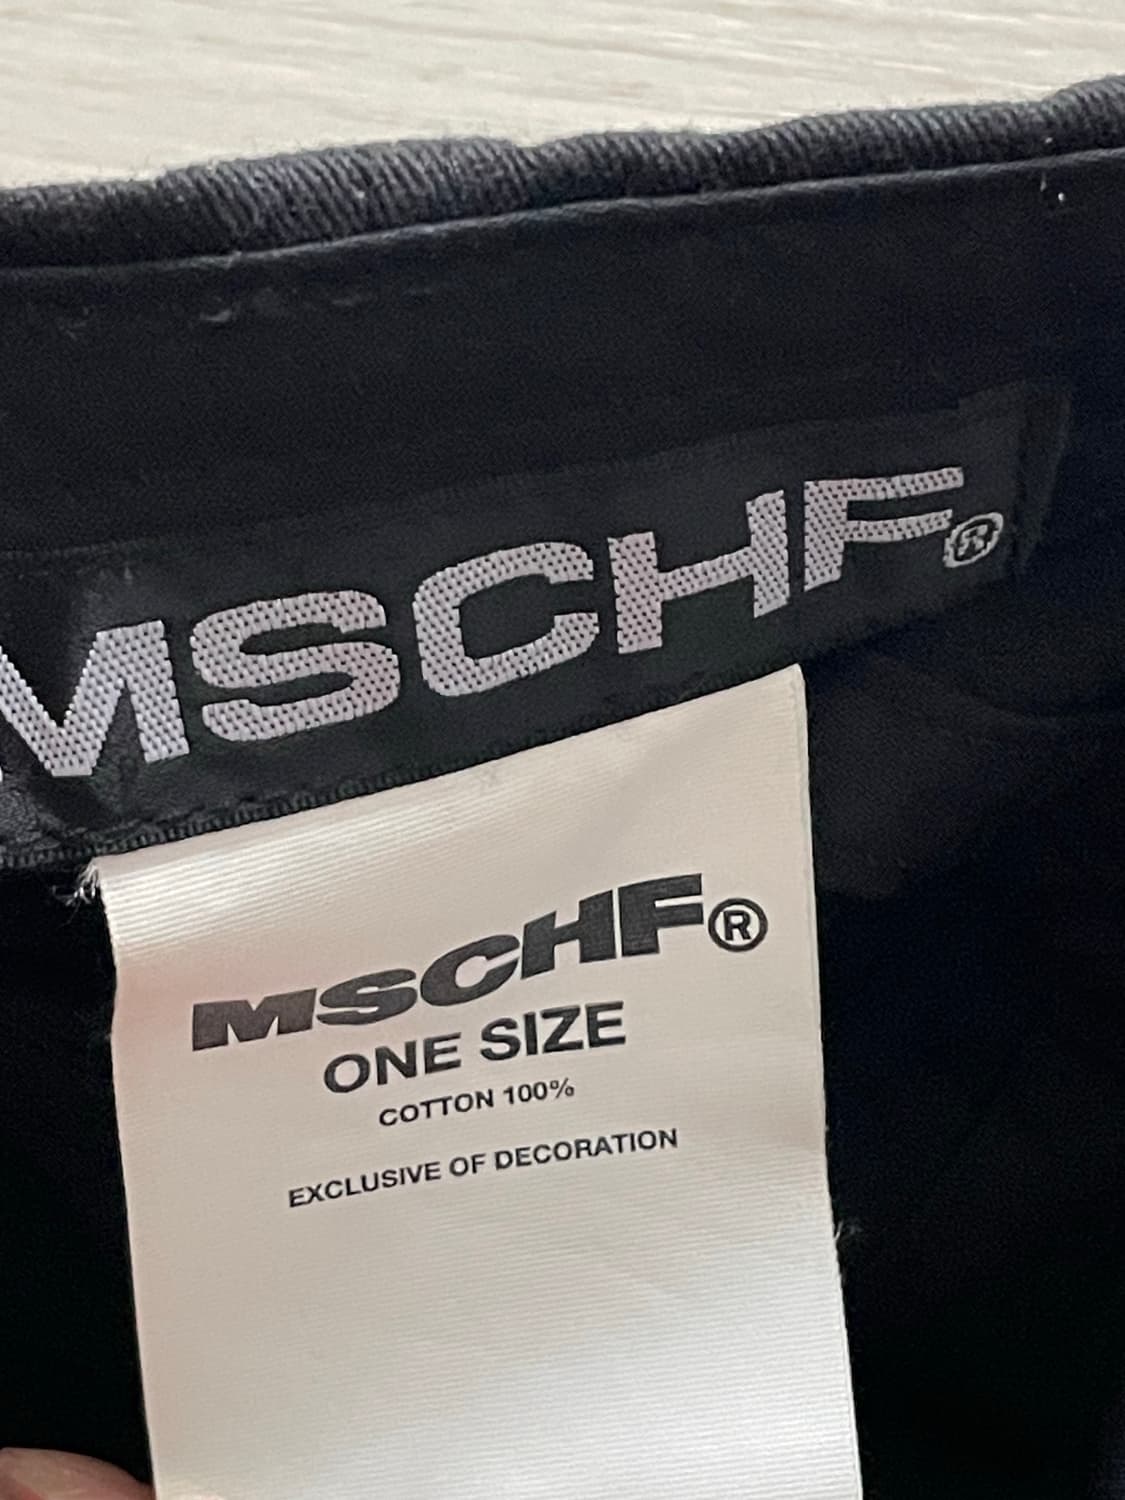 MSCHF®
MSCHF®
ONE SIZE
COTTON 100%
EXCLUSIVE OF DECORATION